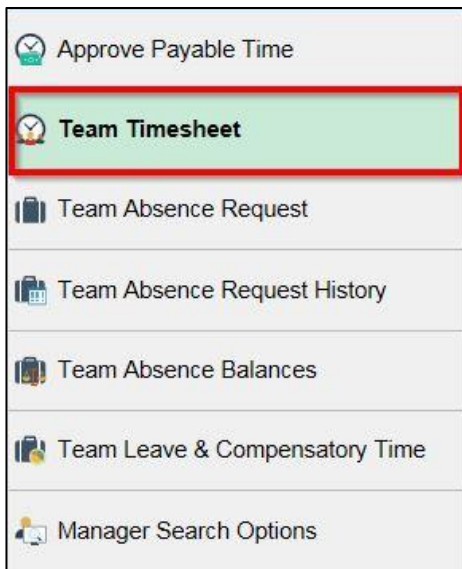 Approve Payable Time
Team Timesheet
Team Absence Request
Team Absence Request History
Team Absence Balances
Team Leave & Compensatory Time
Manager Search Options